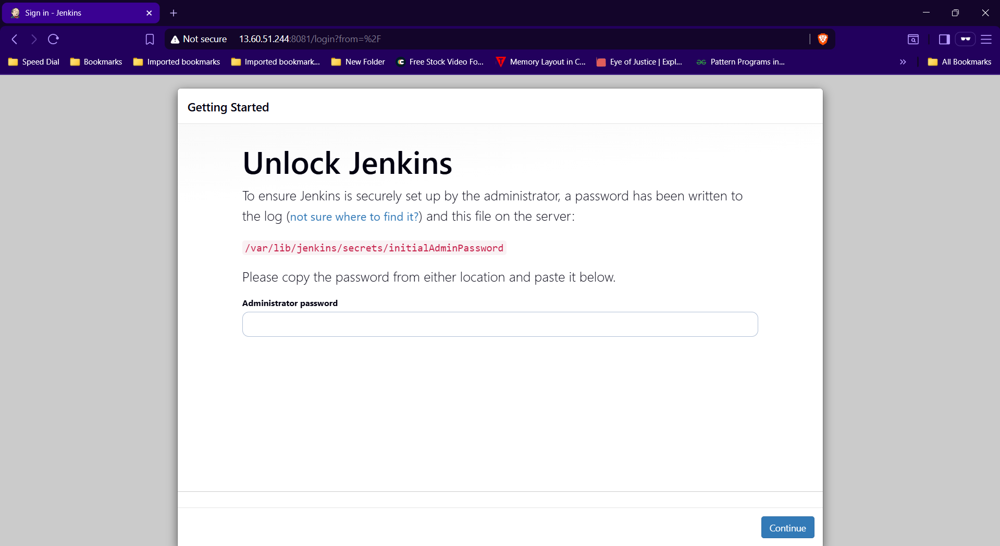 Sign in - Jenkins
Not secure 13.60.51.244:8081/login?from=%2F
Speed Dial Bookmarks Imported bookmarks Imported bookmark... New Folder Free Stock Video Fo... Memory Layout in C... Eye of Justice | Expl... Pattern Programs in... » All Bookmarks
Getting Started
Unlock Jenkins
To ensure Jenkins is securely set up by the administrator, a password has been written to
the log (not sure where to find it?) and this file on the server:
/var/lib/jenkins/secrets/initialAdminPassword
Please copy the password from either location and paste it below.
Administrator password
Continue